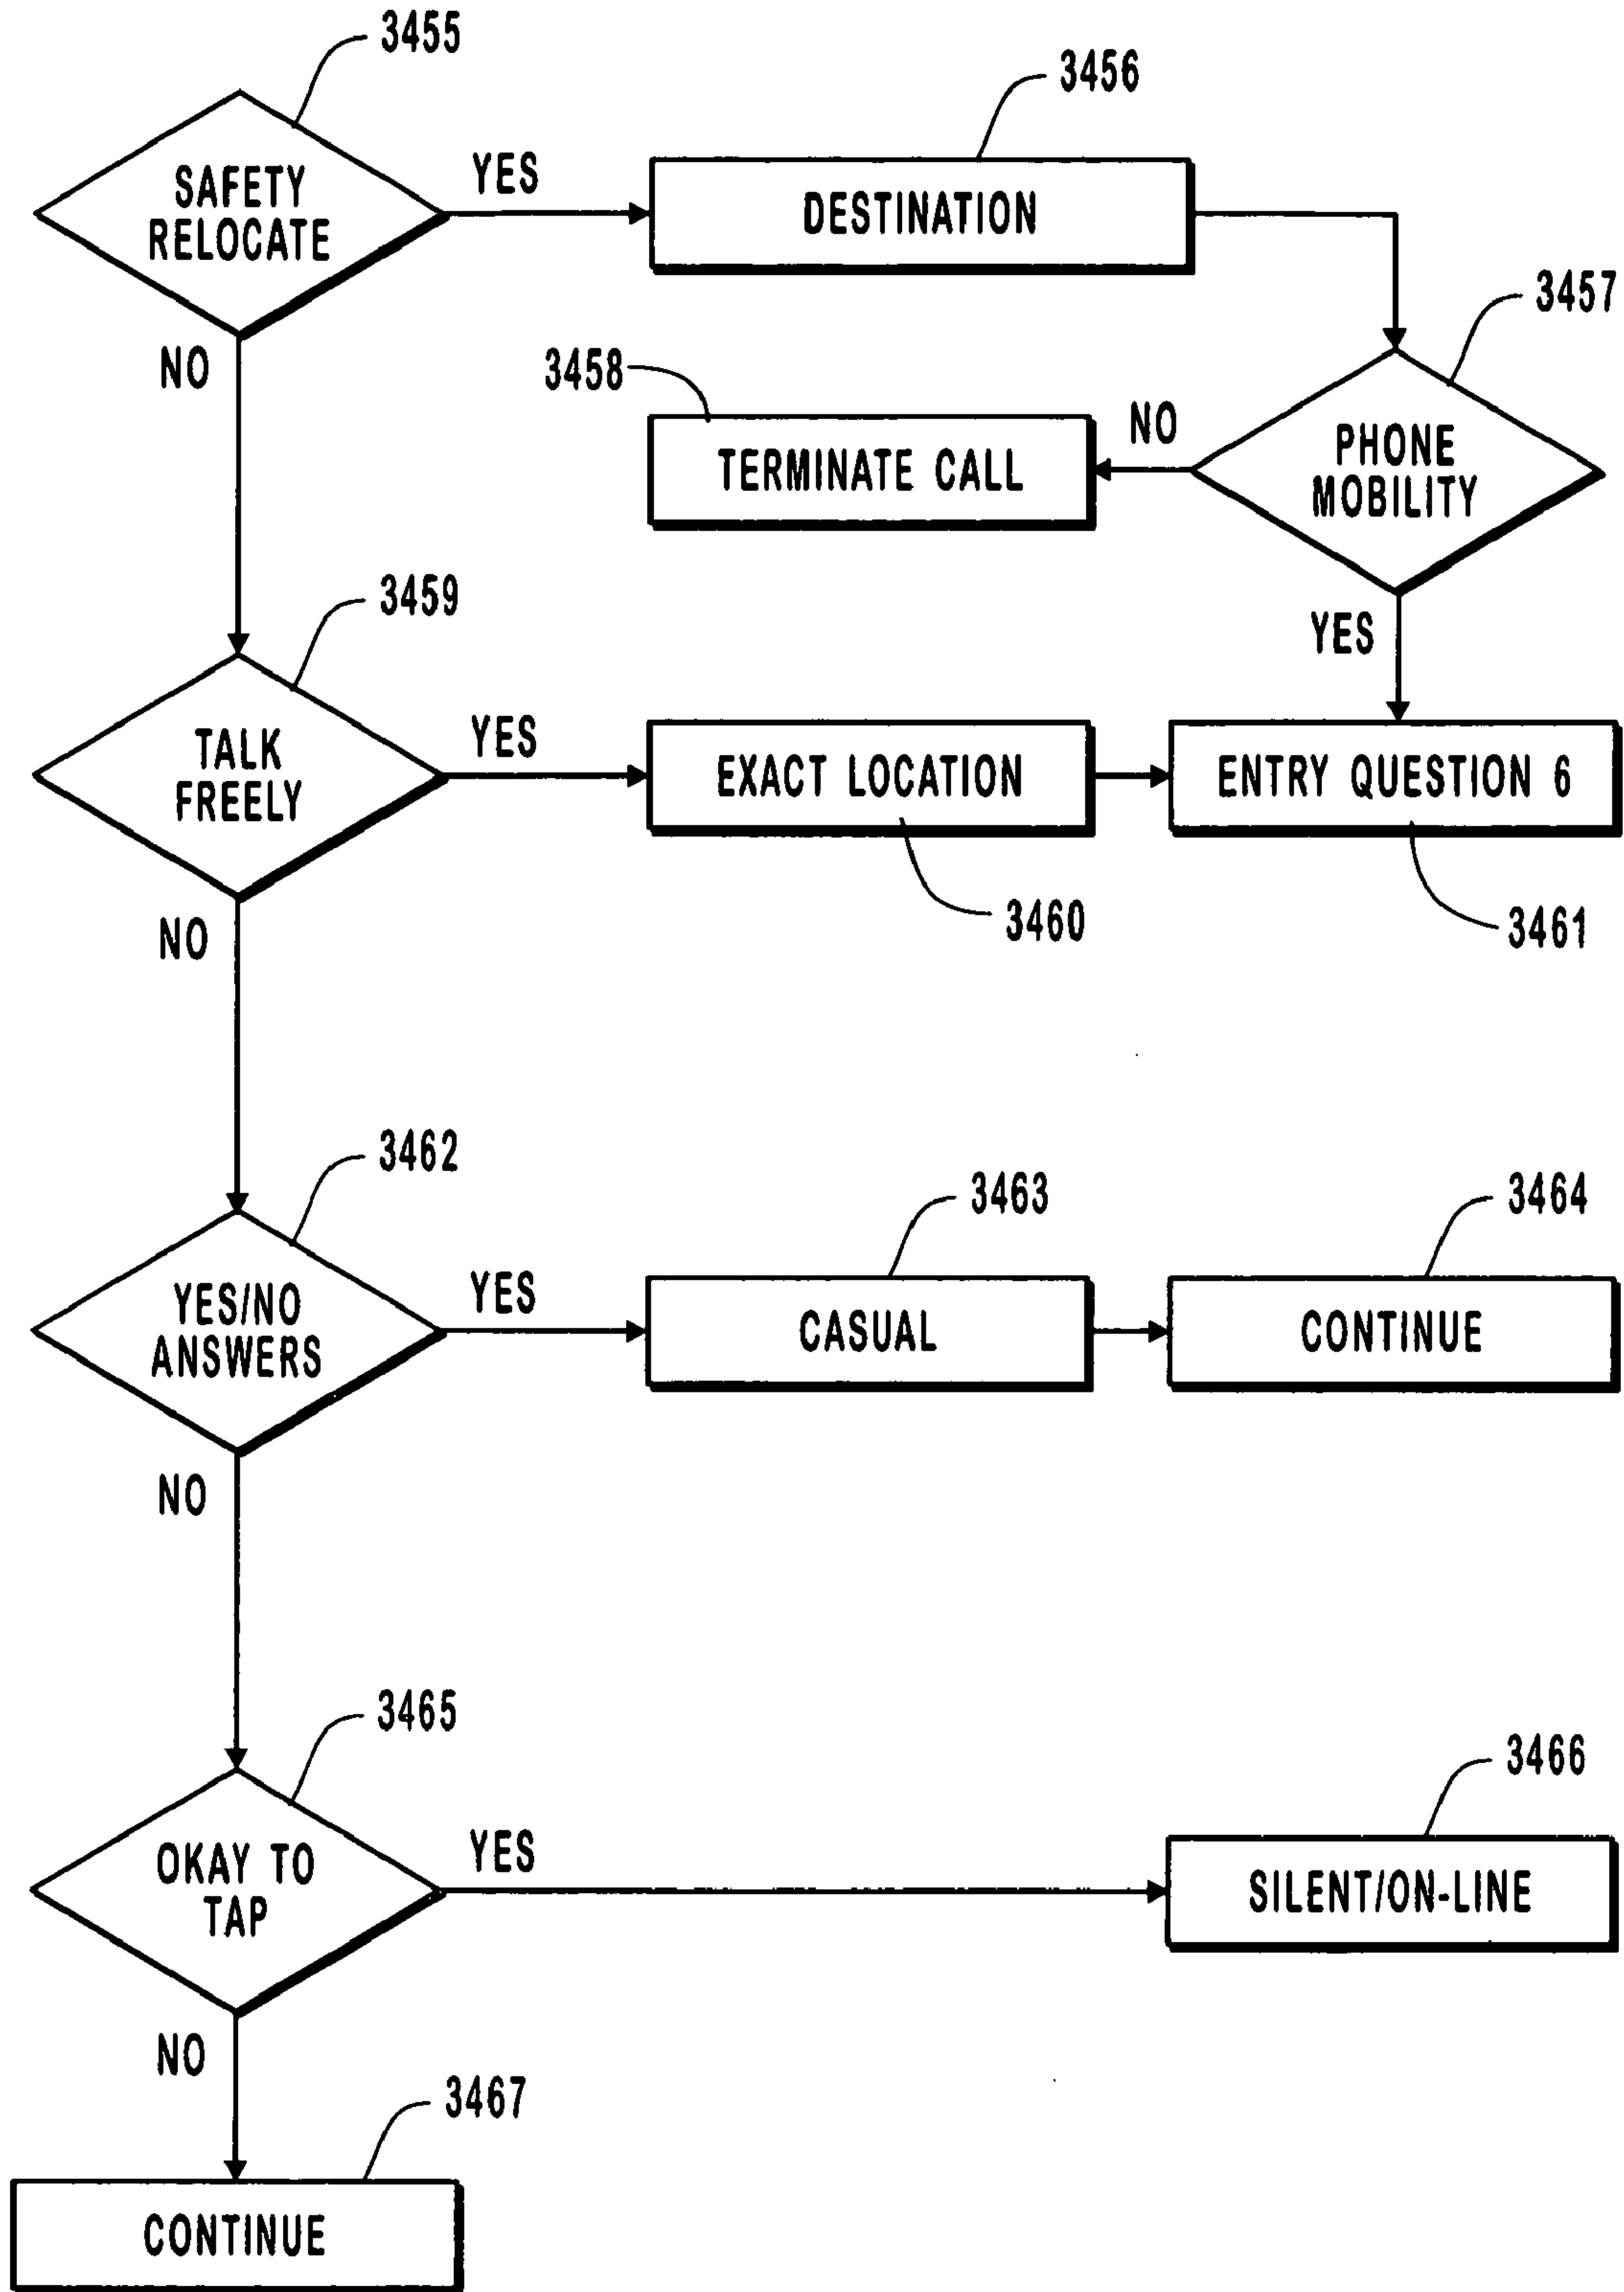 3455
3456
SAFETY
RELOCATE
YES
DESTINATION
3457
NO
3458
TERMINATE CALL
NO
PHONE
MOBILITY
3459
YES
TALK
FREELY
YES
EXACT LOCATION
ENTRY QUESTION 6
3460
3461
NO
3462
3463
3464
YES/NO
ANSWERS
YES
CASUAL
CONTINUE
NO
3465
3466
OKAY TO
TAP
YES
SILENT/ON-LINE
NO
3467
CONTINUE